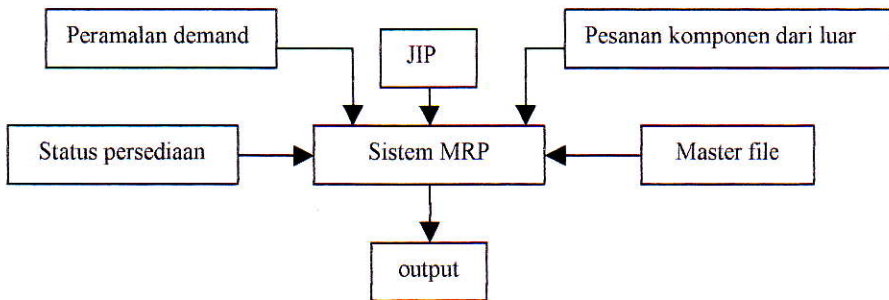 Peramalan demand
JIP
Pesanan komponen dari luar
Status persediaan
Sistem MRP
Master file
output